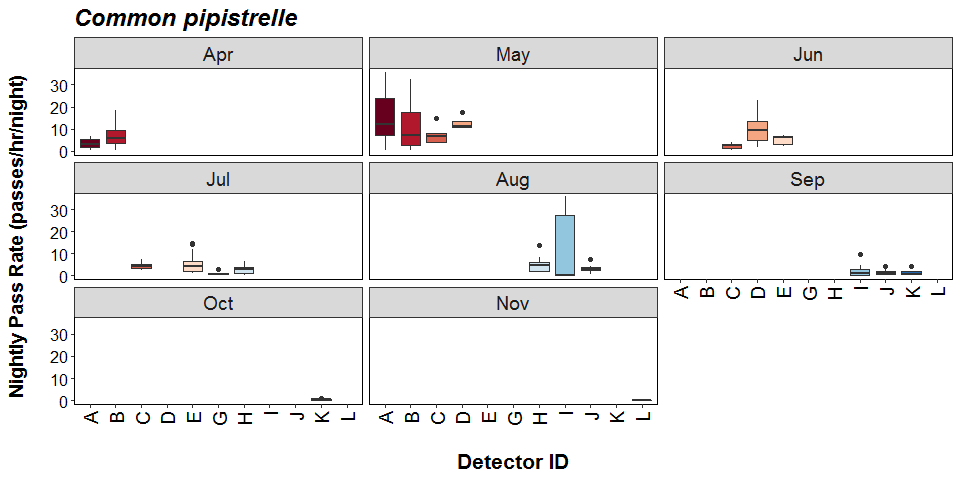 Common pipistrelle
Nightly Pass Rate (passes/hr/night)
Apr May Jun
30
20
10
0
Jul Aug Sep
30
20
10
0
A B C D E G H I J K L
Oct Nov
30
20
10
0
A B C D E G H I J K L A B C D E G H I J K L
Detector ID